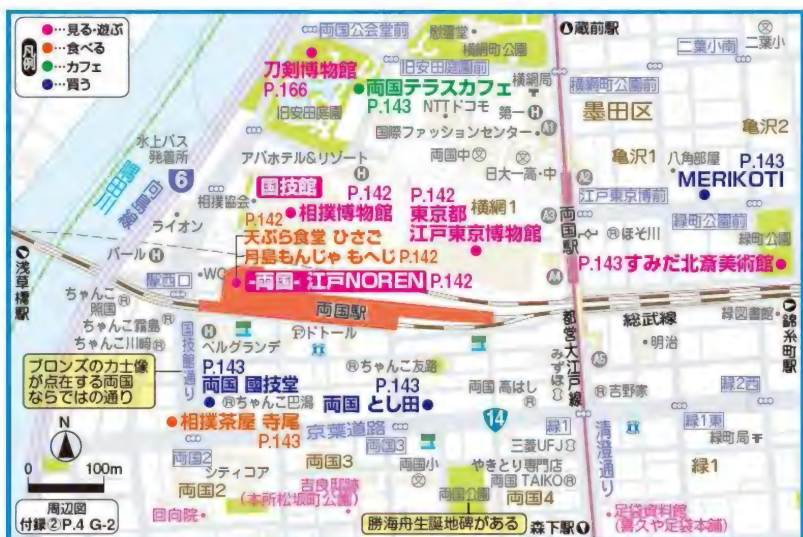 凡例
●…見る・遊ぶ
●…食べる
●…カフェ
●…買う
両国公会堂前
慰霊堂
横網町公園
蔵前駅
二葉小南
二葉小
刀剣博物館
P.166
旧安田庭園前
両国テラスカフェ
P.143
横網局
横網町公園前
旧安田庭園
NTTドコモ
第一
墨田区
国際ファッションセンター
A1
亀沢2
水上バス
発着所
アパホテル&リゾート
両国中
日大一高・中
A2
亀沢1
八角部屋
P.143
MERIKOTI
6
国技館
P.142
P.142
江戸東京博前
相撲協会
ライオン
P.142
相撲博物館
東京都
江戸東京博物館
横網1
A3
両国駅
ほそ川
緑町公園前
緑町公園
天ぷら食堂 ひさご
月島もんじゃ もへじ P.142
パール
WC
P.143すみだ北斎美術館
-両国- 江戸NOREN P.142
A4
浅草橋駅
西口
両国駅
総武線
緑図書館
錦糸町駅
ちゃんこ
照国
ちゃんこ霧島
ちゃんこ川崎
国技館通り
ベルグランデ
ドトール
都営大江戸線
みずほ
明治
A5
ちゃんこ友路
ブロンズの力士像
が点在する両国
ならではの通り
P.143
両国 國技堂
P.143
両国 とし田
ちゃんこ巴潟
両国 高はし
吉野家
緑2西
相撲茶屋 寺尾
P.143
京葉道路
14
緑1
清澄通り
緑1東
N
0 100m
両国2
両国3
三菱UFJ
緑町局
シティコア
両国3
両国小
やきとり専門店
両国 TAIKO
緑1
両国2
吉良邸跡
(本所松坂町公園)
両国公園
両国4
周辺図
付録②P.4 G-2
回向院
勝海舟生誕地碑がある
森下駅
足袋資料館
(喜久や足袋本舗)